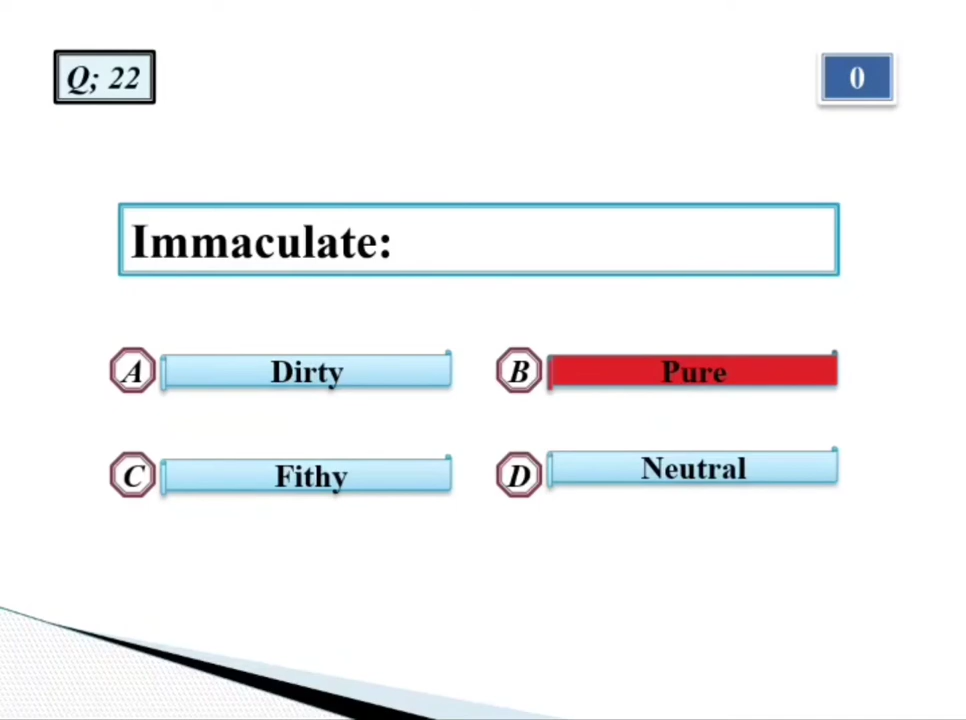 Q; 22
0
Immaculate:
A Dirty
B Pure
C Fithy
D Neutral